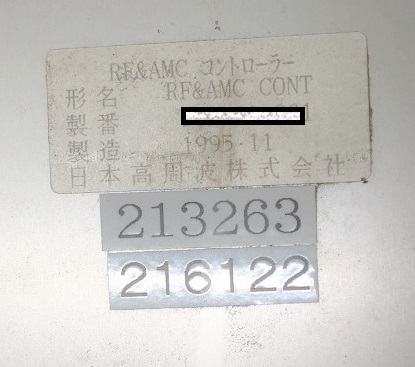 RF&AMC コントローラー
形名 RF&AMC CONT
製番
製造 1995.11
日本高周波株式会社
213263
216122